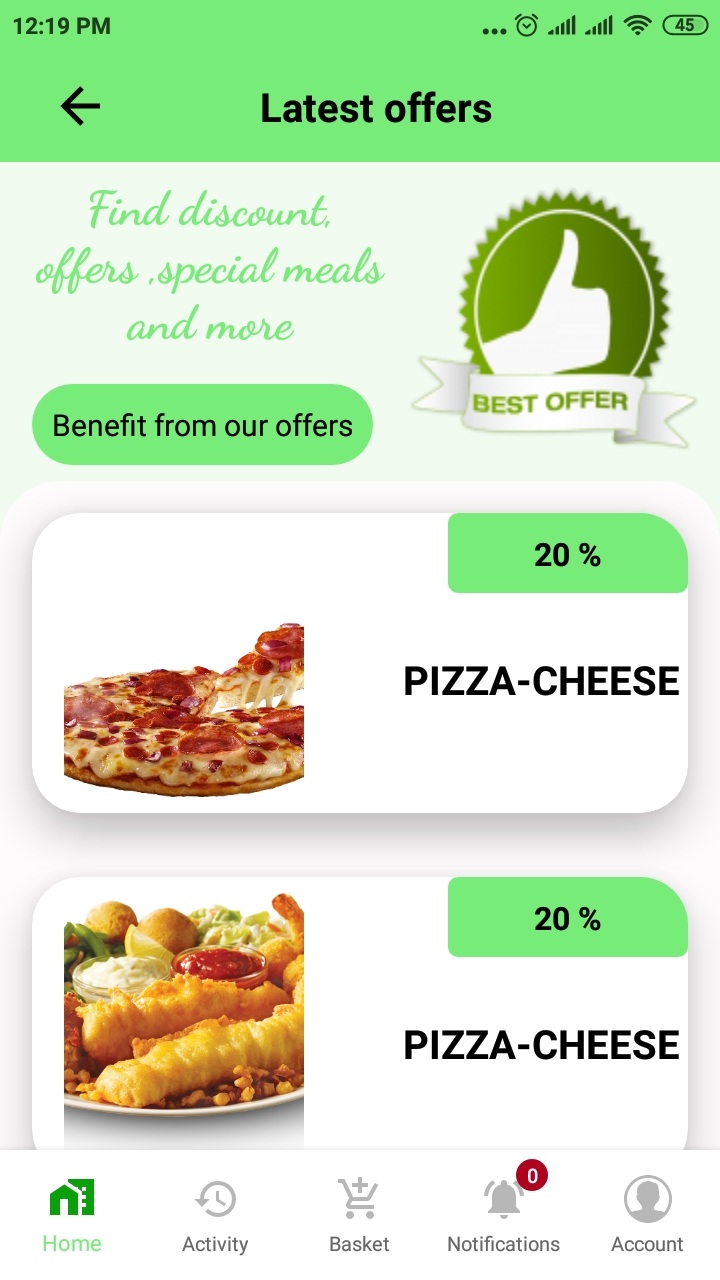 12:19 PM
45
Latest offers
Find discount,
offers ,special meals
and more
BEST OFFER
Benefit from our offers
20 %
PIZZA-CHEESE
20 %
PIZZA-CHEESE
0
Home
Activity
Basket
Notifications
Account